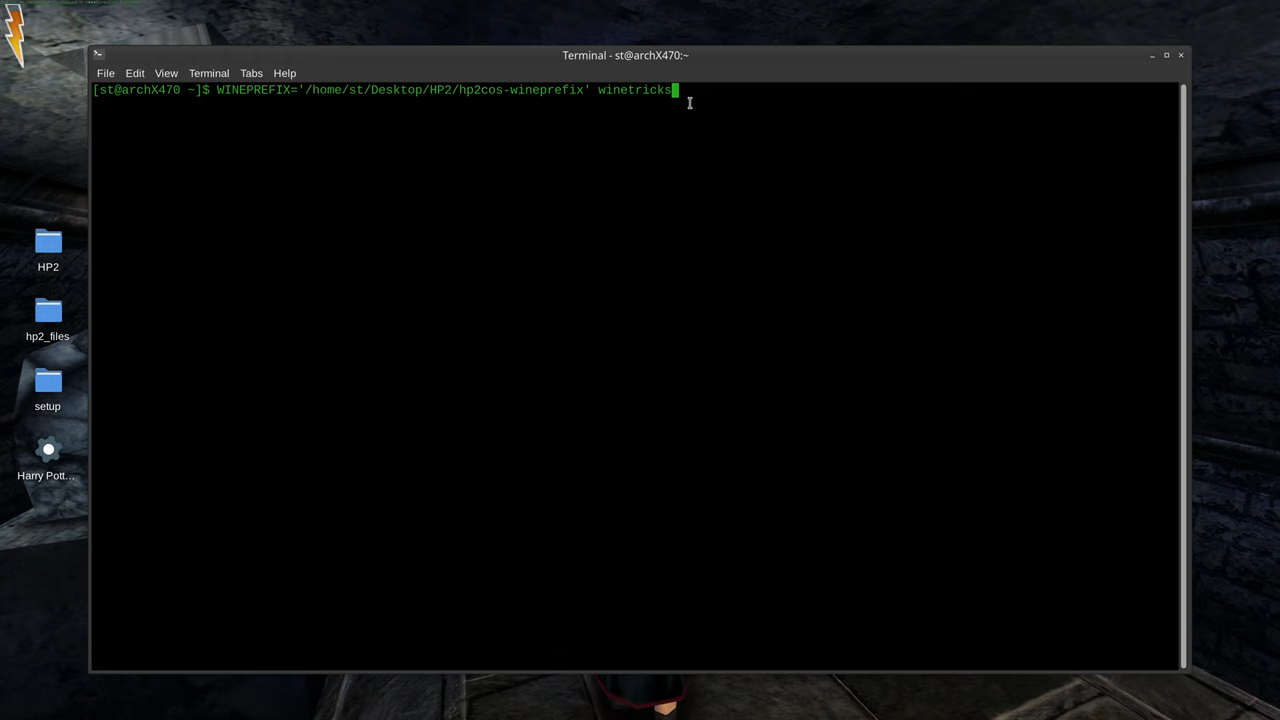 Terminal - st@archX470:~
File Edit View Terminal Tabs Help
[st@archX470 ~]$ WINEPREFIX='/home/st/Desktop/HP2/hp2cos-wineprefix' winetricks
HP2
hp2_files
setup
Harry Pott...